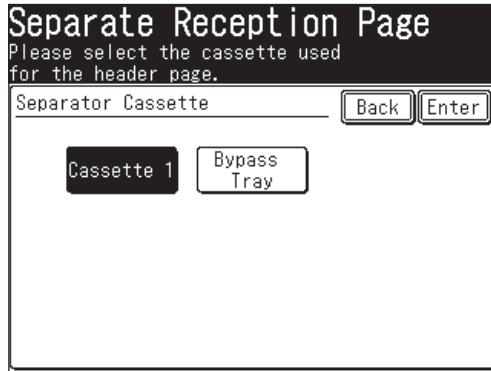 Separate Reception Page
Please select the cassette used
for the header page.
Separator Cassette
Back Enter
Cassette 1
Bypass
Tray